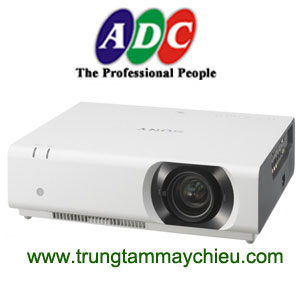 ADC
The Professional People
SONY
www.trungtammaychieu.com